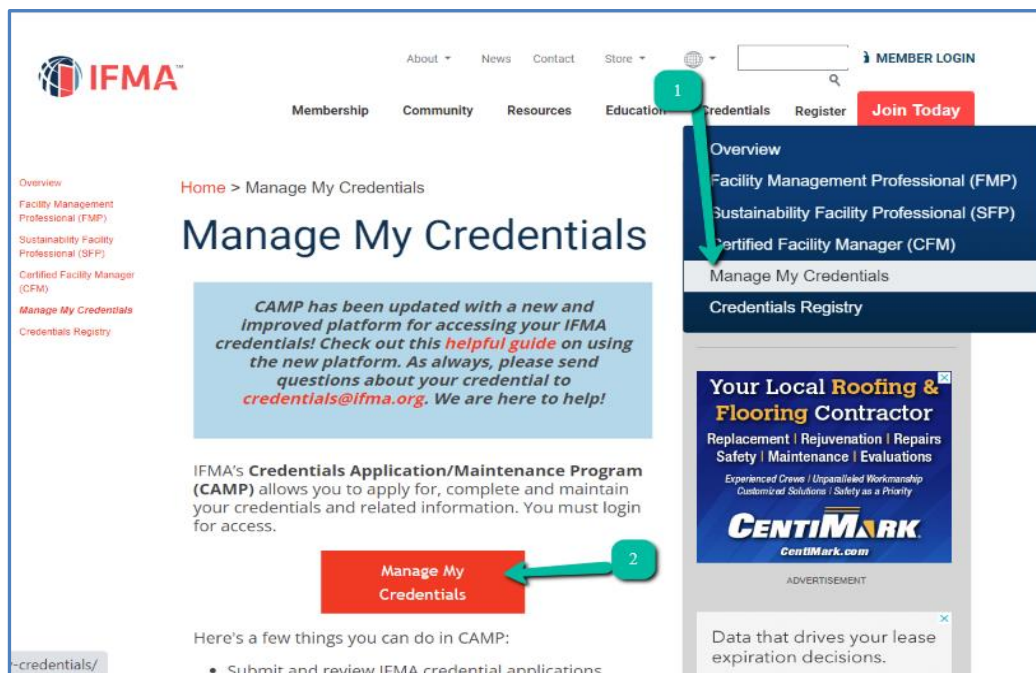 IFMA™
About
News
Contact
Store
MEMBER LOGIN
Membership
Community
Resources
Education
Credentials
Register
Join Today
1
Overview
Facility Management Professional (FMP)
Sustainability Facility Professional (SFP)
Certified Facility Manager (CFM)
Manage My Credentials
Credentials Registry
Overview
Facility Management
Professional (FMP)
Sustainability Facility
Professional (SFP)
Certified Facility Manager
(CFM)
Manage My Credentials
Credentials Registry
Home > Manage My Credentials
Manage My Credentials
CAMP has been updated with a new and
improved platform for accessing your IFMA
credentials! Check out this helpful guide on using
the new platform. As always, please send
questions about your credential to
credentials@ifma.org. We are here to help!
IFMA's Credentials Application/Maintenance Program
(CAMP) allows you to apply for, complete and maintain
your credentials and related information. You must login
for access.
Manage My
Credentials
2
Here's a few things you can do in CAMP:
• Submit and review IFMA credential applications
-credentials/
Your Local Roofing &
Flooring Contractor
Replacement | Rejuvenation | Repairs
Safety | Maintenance | Evaluations
Experienced Crews | Unparalleled Workmanship
Customized Solutions | Safety as a Priority
CENTIMARK
CentiMark.com
ADVERTISEMENT
Data that drives your lease
expiration decisions.